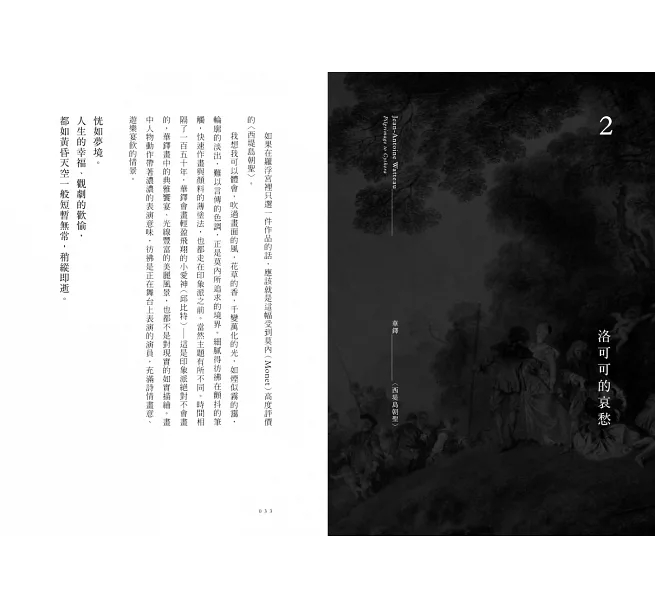 2
洛可可的哀愁
Jean-Antoine Watteau
Pilgrimage to Cythera
華鐸
〈西堤島朝聖〉
如果在羅浮宮裡只選一件作品的話，應該就是這幅受到莫內（Monet）高度評價
的〈西堤島朝聖〉。
我想我可以體會，吹過畫面的風，花草的香，千變萬化的光，如煙似霧的靄，
輪廓的淡出，難以言傳的色調，正是莫內所追求的境界。細膩得彷彿在顫抖的筆
觸，快速作畫與顏料的薄塗法，也都走在印象派之前。當然主題有所不同。時間相
隔了一百五十年，華鐸會畫輕盈飛翔的小愛神（邱比特）——這是印象派絕對不會畫
的，華鐸畫中的典雅饗宴、光線豐富的美麗風景，也都不是對現實的如實描繪。畫
中人物動作帶著濃濃的表演意味，彷彿是正在舞台上表演的演員，充滿詩情畫意、
遊樂宴飲的情景。
恍如夢境。
人生的幸福、觀劇的歡愉，
都如黃昏天空一般短暫無常，稍縱即逝。
033